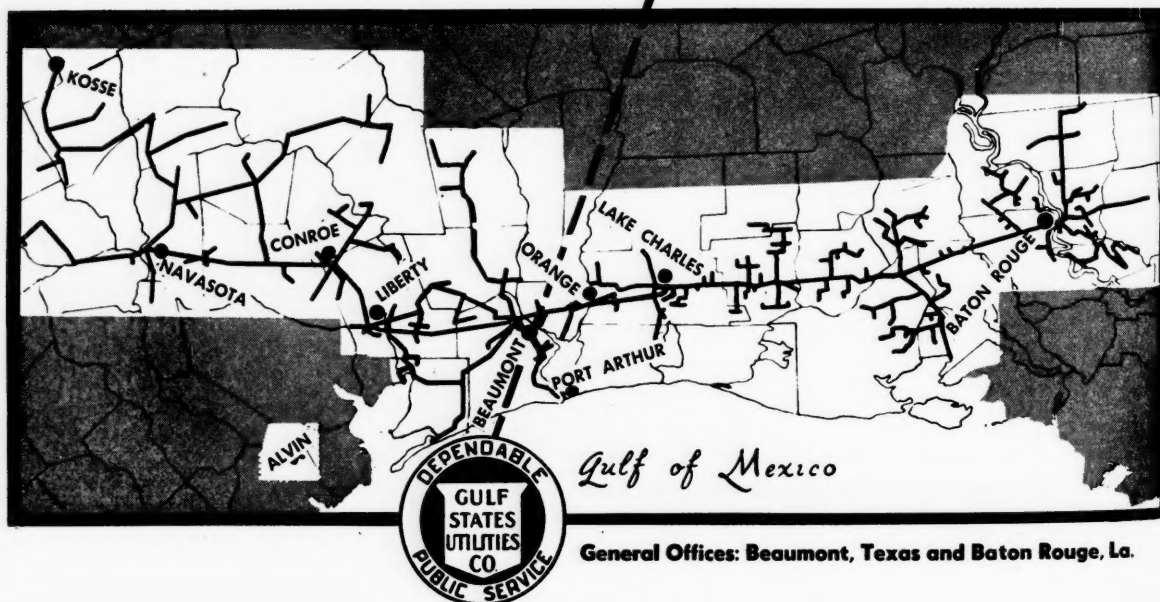 KOSSE
NAVASOTA
CONROE
LIBERTY
BEAUMONT
ORANGE
PORT ARTHUR
LAKE CHARLES
BATON ROUGE
ALVIN
Gulf of Mexico
DEPENDABLE
GULF
STATES
UTILITIES
CO.
PUBLIC SERVICE
General Offices: Beaumont, Texas and Baton Rouge, La.